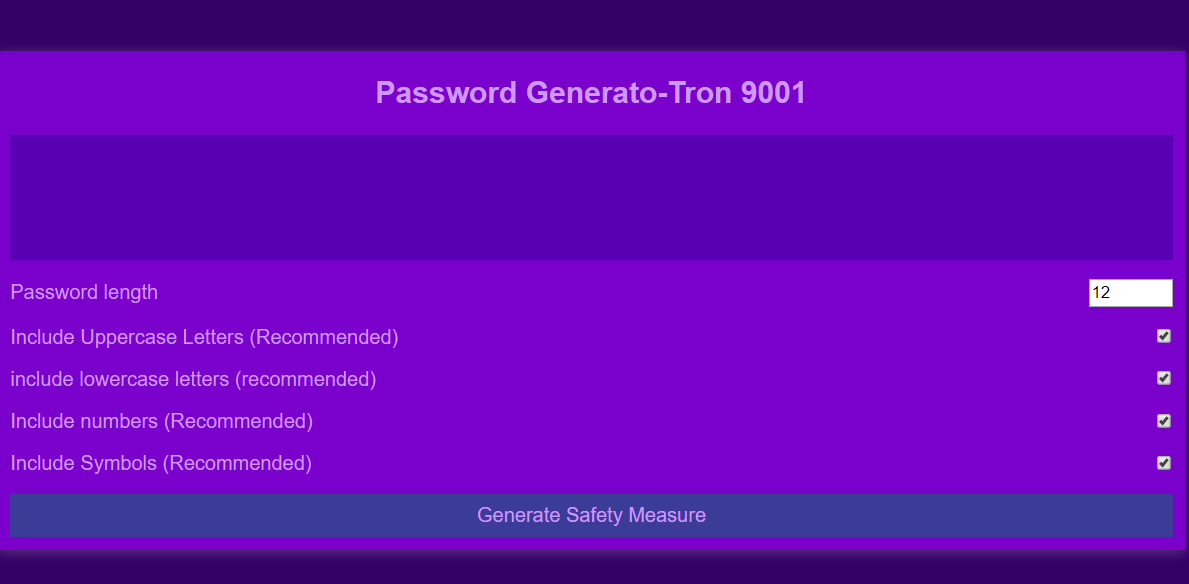 Password Generato-Tron 9001
Password length
12
Include Uppercase Letters (Recommended)
include lowercase letters (recommended)
Include numbers (Recommended)
Include Symbols (Recommended)
Generate Safety Measure